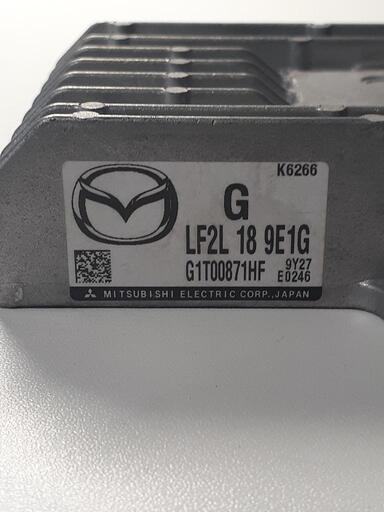 K6266
G
LF2L 18 9E1G
G1T00871HF 9Y27
E0246
MITSUBISHI ELECTRIC CORP., JAPAN